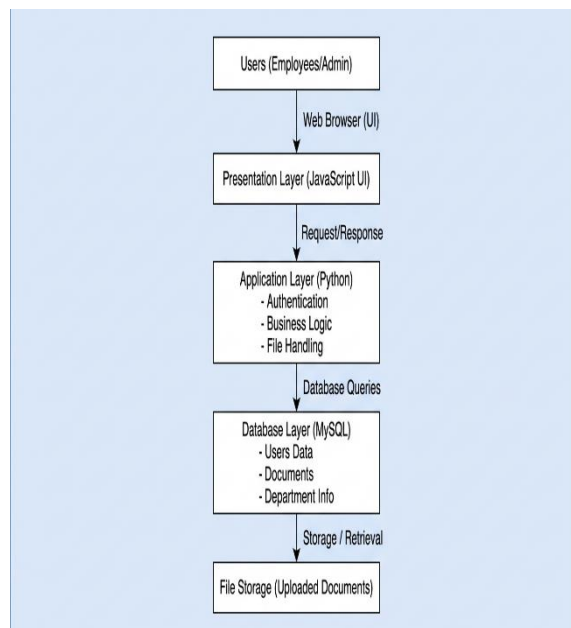 Users (Employees/Admin)
Web Browser (UI)
Presentation Layer (JavaScript UI)
Request/Response
Application Layer (Python)
- Authentication
- Business Logic
- File Handling
Database Queries
Database Layer (MySQL)
- Users Data
- Documents
- Department Info
Storage / Retrieval
File Storage (Uploaded Documents)